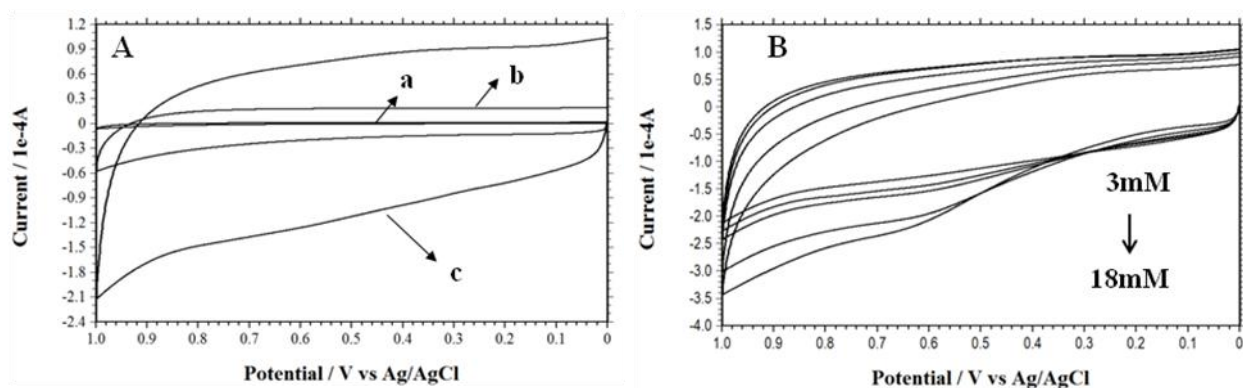 A
a
b
c
Current / 1e-4A
1.2
0.9
0.6
0.3
0
-0.3
-0.6
-0.9
-1.2
-1.5
-1.8
-2.1
-2.4
1.0 0.9 0.8 0.7 0.6 0.5 0.4 0.3 0.2 0.1 0
Potential / V vs Ag/AgCl
B
3mM
18mM
Current / 1e-4A
1.5
1.0
0.5
0
-0.5
-1.0
-1.5
-2.0
-2.5
-3.0
-3.5
-4.0
1.0 0.9 0.8 0.7 0.6 0.5 0.4 0.3 0.2 0.1 0
Potential / V vs Ag/AgCl